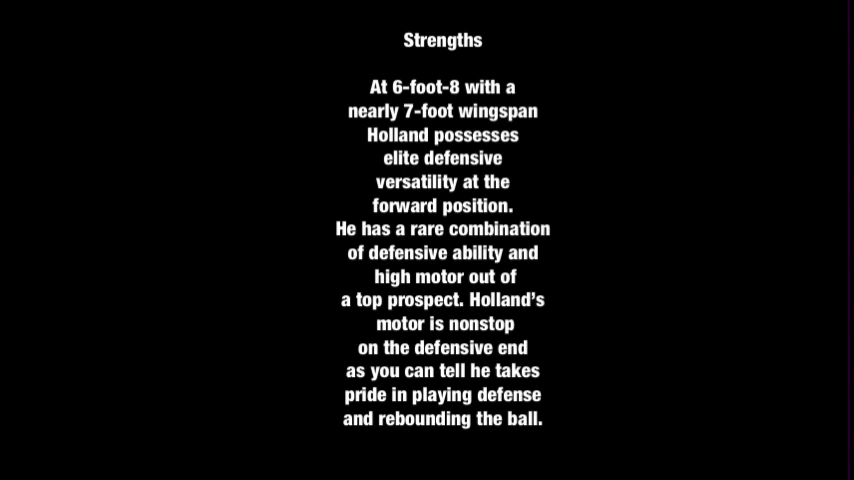 Strengths
At 6-foot-8 with a
nearly 7-foot wingspan
Holland possesses
elite defensive
versatility at the
forward position.
He has a rare combination
of defensive ability and
high motor out of
a top prospect. Holland’s
motor is nonstop
on the defensive end
as you can tell he takes
pride in playing defense
and rebounding the ball.